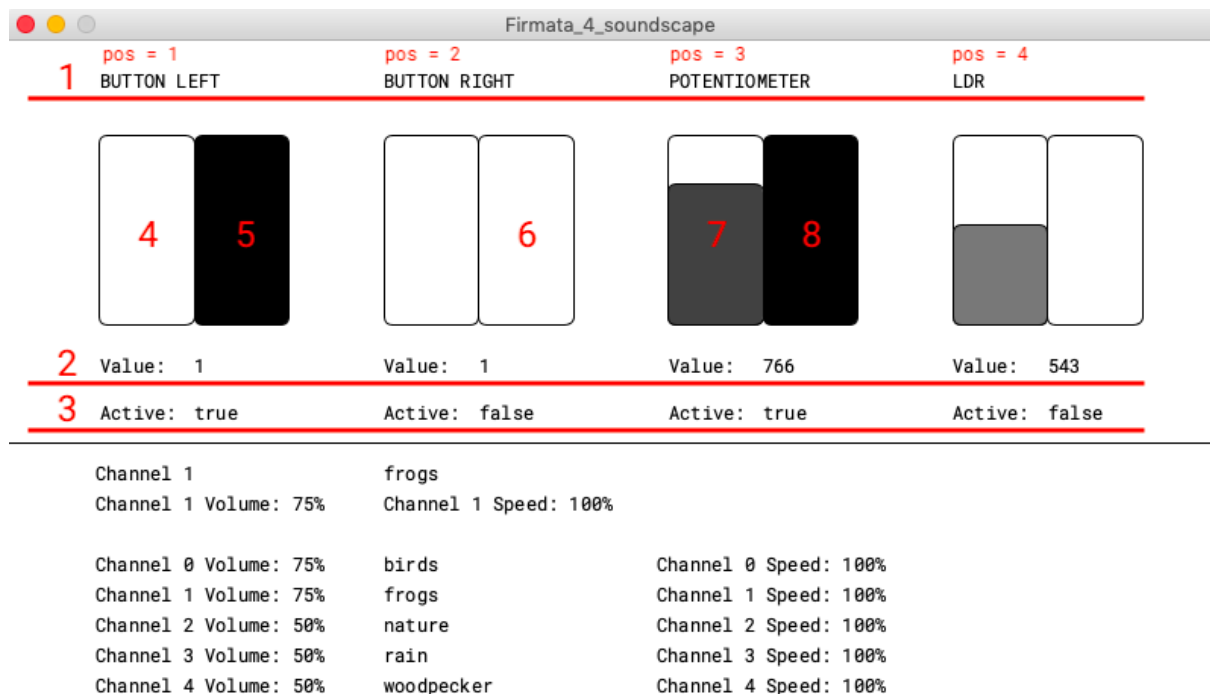 Firmata_4_soundscape
pos = 1 pos = 2 pos = 3 pos = 4
1 BUTTON LEFT BUTTON RIGHT POTENTIOMETER LDR
4 5 6 7 8
2 Value: 1 Value: 1 Value: 766 Value: 543
3 Active: true Active: false Active: true Active: false
Channel 1 frogs
Channel 1 Volume: 75% Channel 1 Speed: 100%
Channel 0 Volume: 75% birds Channel 0 Speed: 100%
Channel 1 Volume: 75% frogs Channel 1 Speed: 100%
Channel 2 Volume: 50% nature Channel 2 Speed: 100%
Channel 3 Volume: 50% rain Channel 3 Speed: 100%
Channel 4 Volume: 50% woodpecker Channel 4 Speed: 100%